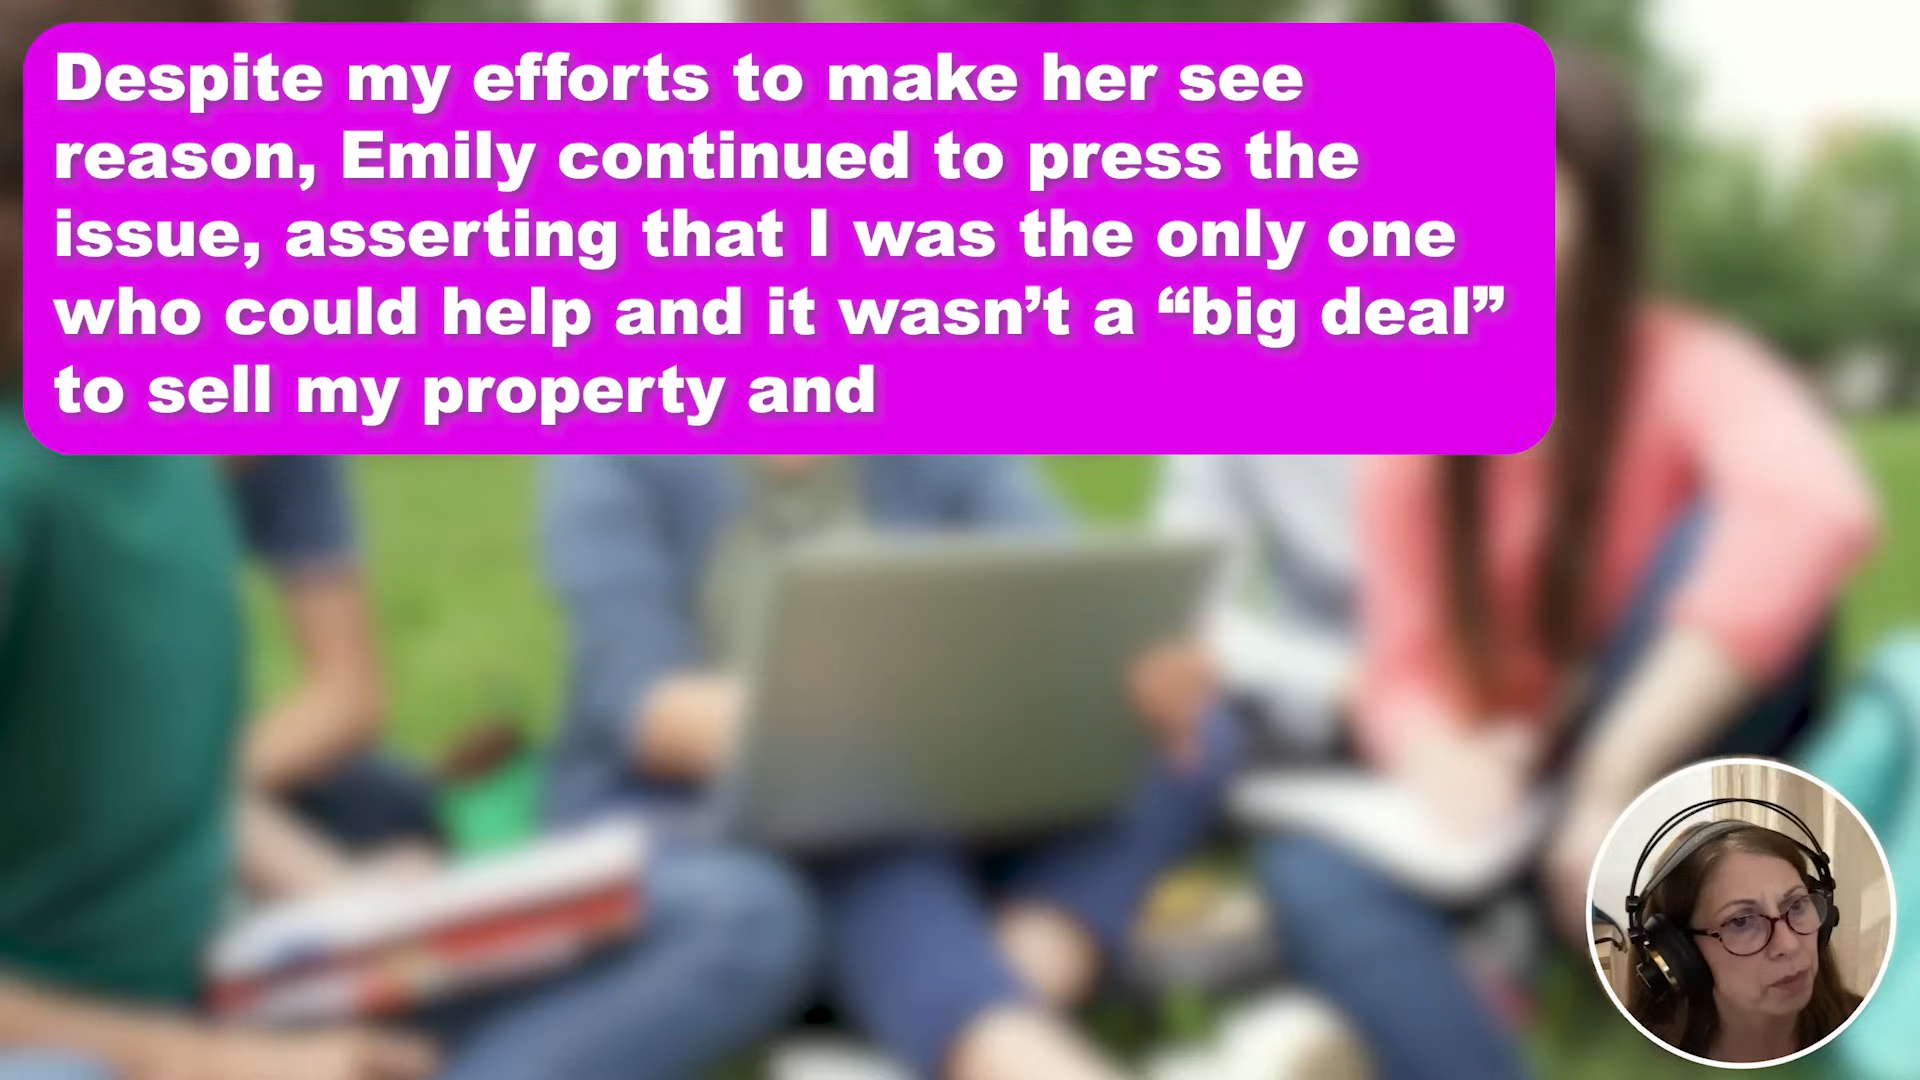 Despite my efforts to make her see
reason, Emily continued to press the
issue, asserting that I was the only one
who could help and it wasn’t a “big deal”
to sell my property and